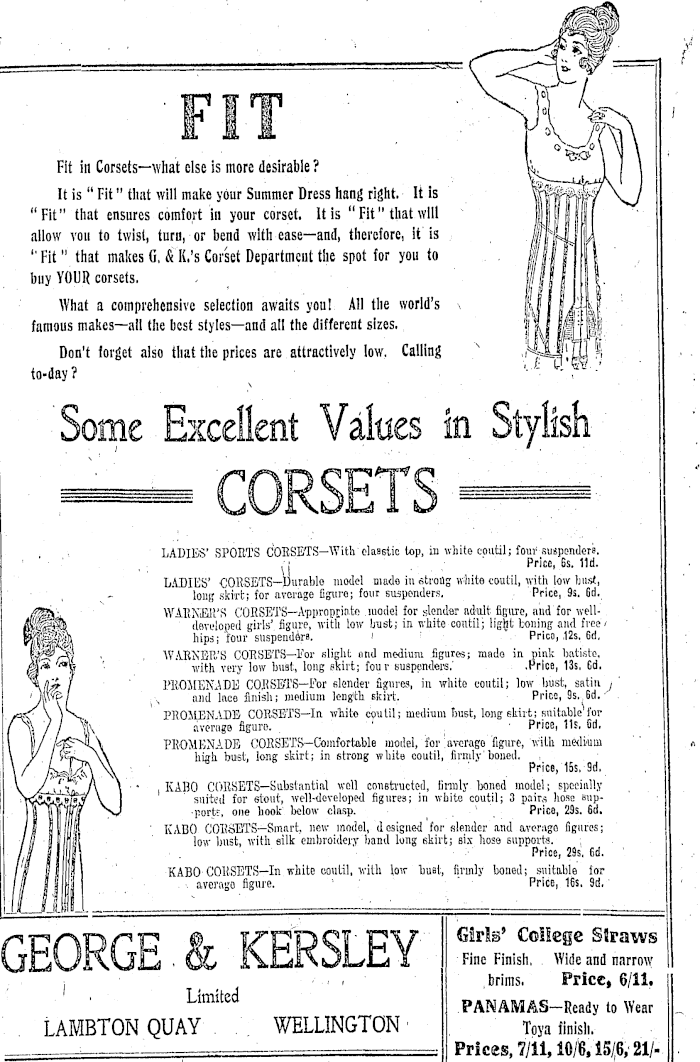 FIT
Fit in Corsets—what else is more desirable?
It is "Fit" that will make your Summer Dress hang right. It is
"Fit" that ensures comfort in your corset. It is "Fit" that will
allow you to twist, turn, or bend with ease—and, therefore, it is
"Fit" that makes G. & K.'s Corset Department the spot for you to
buy YOUR corsets.
What a comprehensive selection awaits you! All the world's
famous makes—all the best styles—and all the different sizes.
Don't forget also that the prices are attractively low. Calling
to-day?
Some Excellent Values in Stylish
CORSETS
LADIES' SPORTS CORSETS—With elastic top, in white coutil; four suspenders.
Price, 6s. 11d.
LADIES' CORSETS—Durable model made in strong white coutil, with low bust,
long skirt; for average figure; four suspenders. Price, 9s. 6d.
WARNER'S CORSETS—Appropriate model for slender adult figure, and for well-
developed girls' figure, with low bust; in white coutil; light boning and free
hips; four suspenders. Price, 12s. 6d.
WARNER'S CORSETS—For slight and medium figures; made in pink batiste,
with very low bust, long skirt; four suspenders. Price, 13s. 6d.
PROMENADE CORSETS—For slender figures, in white coutil; low bust, satin
and lace finish; medium length skirt. Price, 9s. 6d.
PROMENADE CORSETS—In white coutil; medium bust, long skirt; suitable for
average figure. Price, 11s. 6d.
PROMENADE CORSETS—Comfortable model, for average figure, with medium
high bust, long skirt; in strong white coutil, firmly boned.
Price, 15s. 9d.
KABO CORSETS—Substantial well constructed, firmly boned model; specially
suited for stout, well-developed figures; in white coutil; 3 pairs hose sup-
ports, one hook below clasp. Price, 29s. 6d.
KABO CORSETS—Smart, new model, designed for slender and average figures;
low bust, with silk embroidery band long skirt; six hose supports.
Price, 29s. 6d.
KABO CORSETS—In white coutil, with low bust, firmly boned; suitable for
average figure. Price, 16s. 9d.
GEORGE & KERSLEY
Limited
LAMBTON QUAY WELLINGTON
Girls' College Straws
Fine Finish. Wide and narrow
brims. Price, 6/11.
PANAMAS—Ready to Wear
Toya finish.
Prices, 7/11, 10/6, 15/6, 21/-